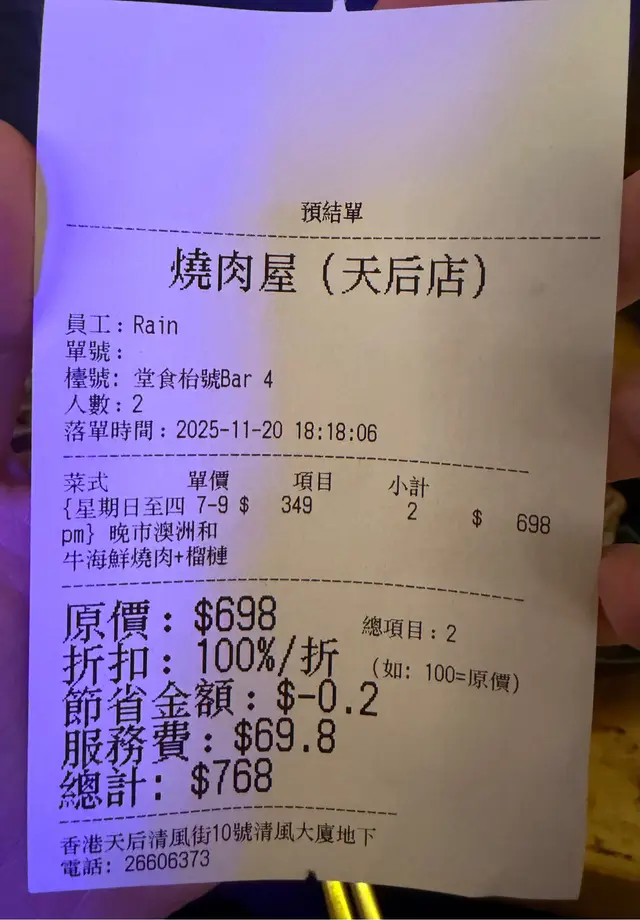 預結單
燒肉屋 (天后店)
員工: Rain
單號:
檯號: 堂食枱號Bar 4
人數: 2
落單時間: 2025-11-20 18:18:06
菜式 單價 項目 小計
{星期日至四 7-9 $ 349 2 $ 698
pm} 晚市澳洲和
牛海鮮燒肉+榴槤
原價: $698 總項目: 2
折扣: 100%/折 (如: 100=原價)
節省金額: $-0.2
服務費: $69.8
總計: $768
香港天后清風街10號清風大廈地下
電話: 26606373